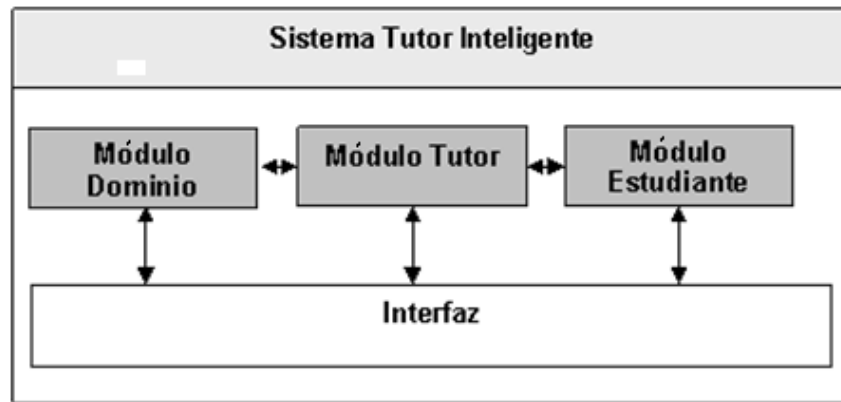 Sistema Tutor Inteligente
Módulo
Dominio
Módulo Tutor
Módulo
Estudiante
Interfaz